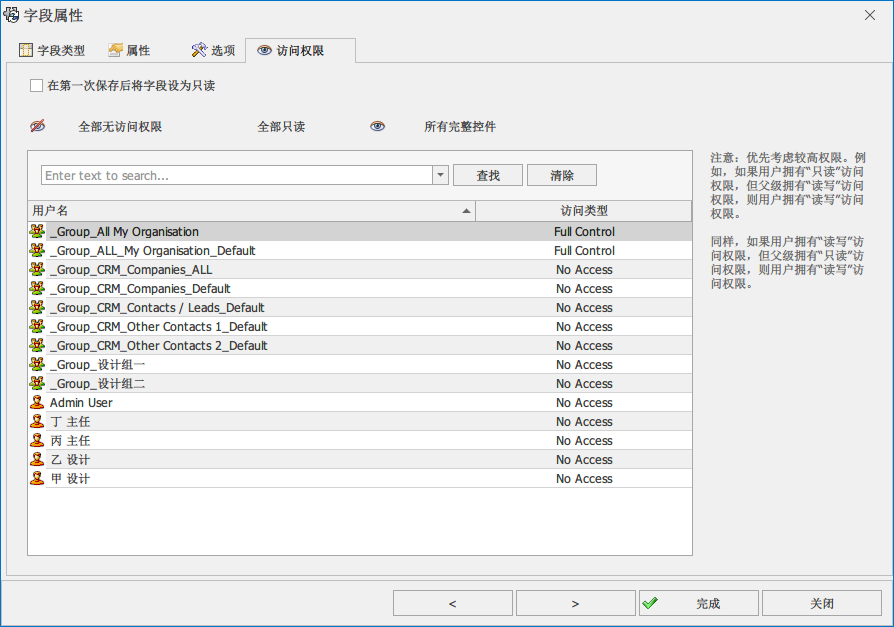 字段属性
字段类型 属性 选项 访问权限
在第一次保存后将字段设为只读
全部无访问权限 全部只读 所有完整控件
Enter text to search... 查找 清除
用户名 访问类型
_Group_All My Organisation Full Control
_Group_ALL_My Organisation_Default Full Control
_Group_CRM_Companies_ALL No Access
_Group_CRM_Companies_Default No Access
_Group_CRM_Contacts / Leads_Default No Access
_Group_CRM_Other Contacts 1_Default No Access
_Group_CRM_Other Contacts 2_Default No Access
_Group_设计组一 No Access
_Group_设计组二 No Access
Admin User No Access
丁 主任 No Access
丙 主任 No Access
乙 设计 No Access
甲 设计 No Access
注意：优先考虑较高权限。例
如，如果用户拥有“只读”访问
权限，但父级拥有“读写”访问
权限，则用户拥有“读写”访问
权限。
同样，如果用户拥有“读写”访
问权限，但父级拥有“只读”访
问权限，则用户拥有“读写”访
问权限。
< > 完成 关闭